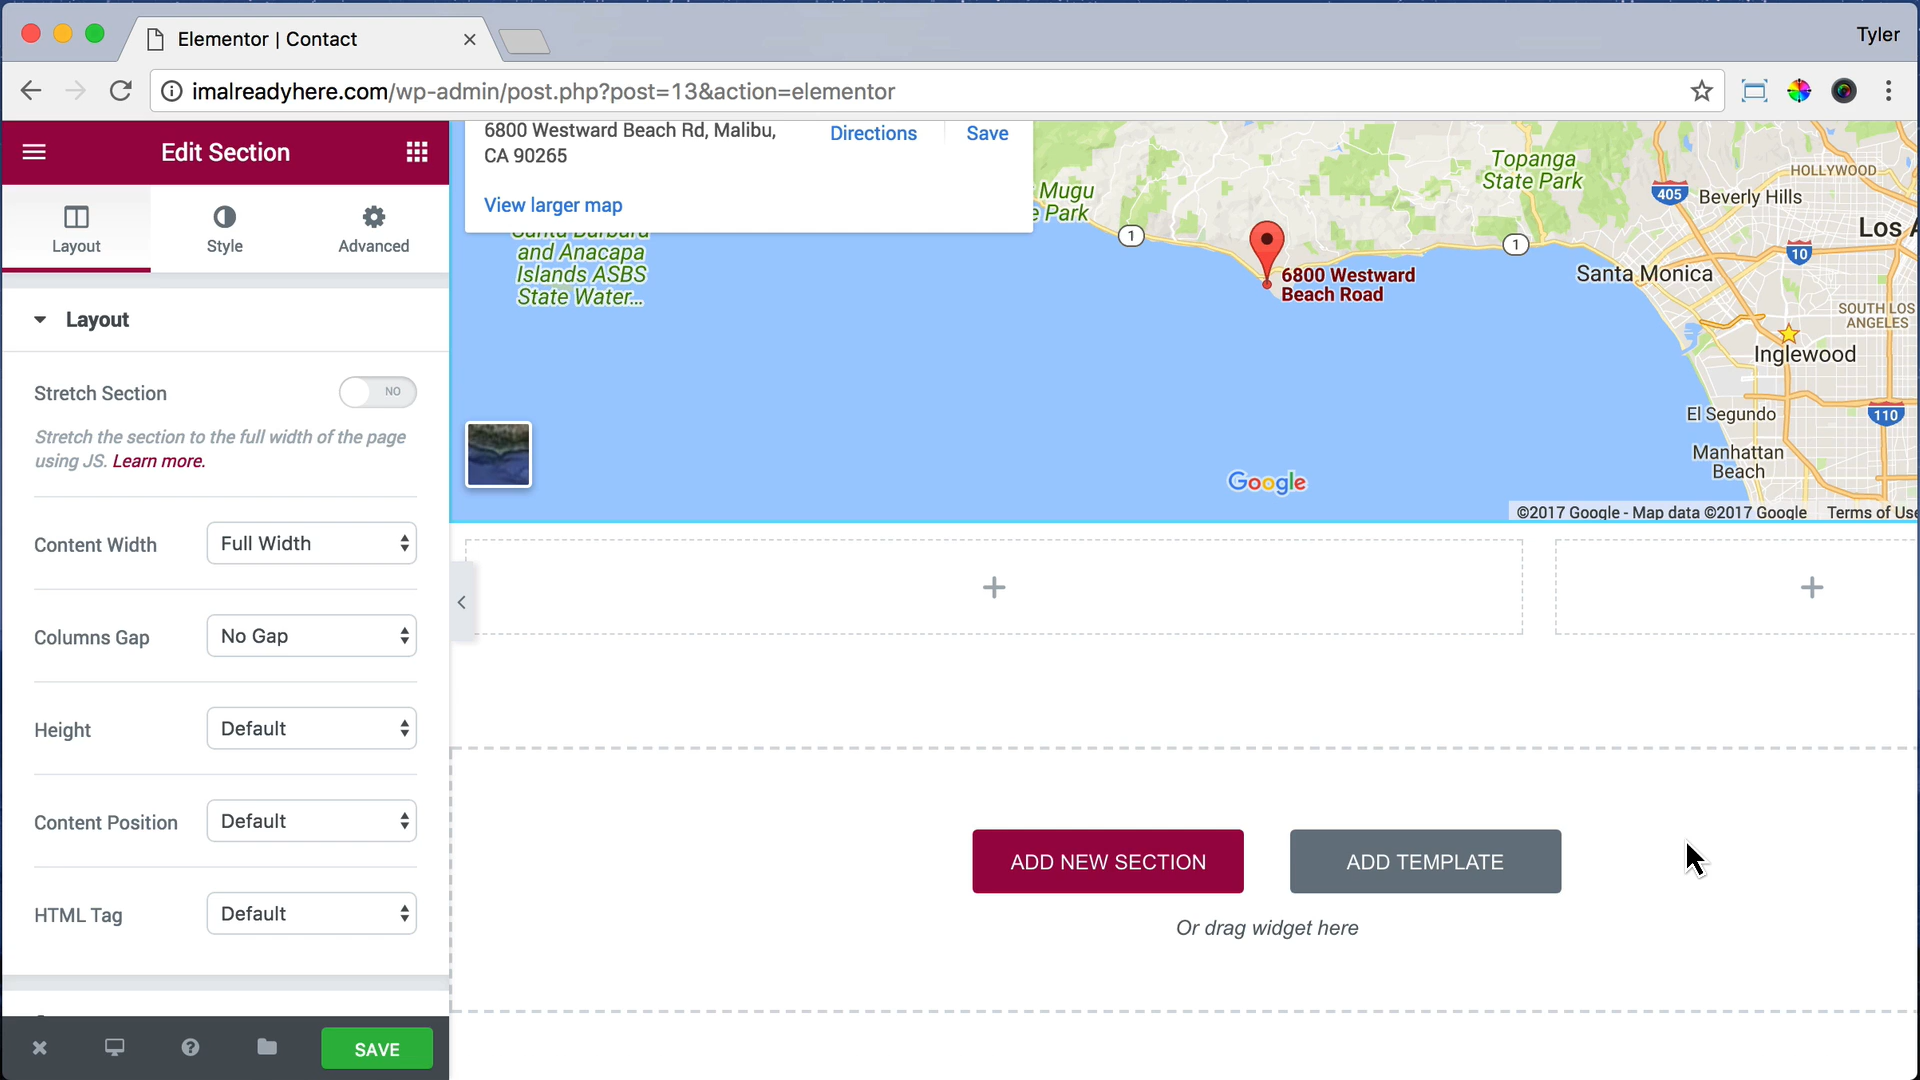 Elementor | Contact
Tyler
imalreadyhere.com/wp-admin/post.php?post=13&action=elementor
Edit Section
Layout
Style
Advanced
Layout
Stretch Section
NO
Stretch the section to the full width of the page
using JS. Learn more.
Content Width
Full Width
Columns Gap
No Gap
Height
Default
Content Position
Default
HTML Tag
Default
SAVE
6800 Westward Beach Rd, Malibu,
CA 90265
Directions
Save
View larger map
Santa Barbara
and Anacapa
Islands ASBS
State Water...
Mugu
e Park
1
6800 Westward
Beach Road
1
Topanga
State Park
405
HOLLYWOOD
Beverly Hills
Los A
10
Santa Monica
SOUTH LOS
ANGELES
Inglewood
El Segundo
110
Manhattan
Beach
Google
©2017 Google - Map data ©2017 Google
Terms of Use
ADD NEW SECTION
ADD TEMPLATE
Or drag widget here